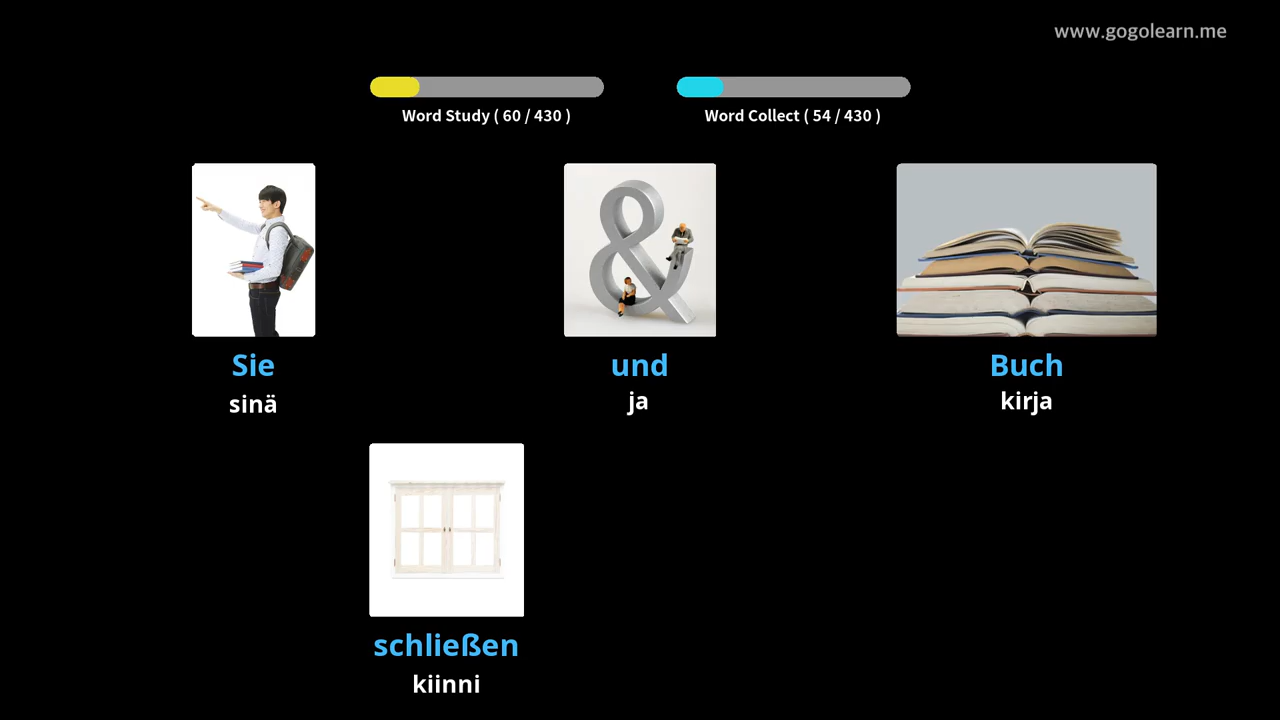 www.gogolearn.me
Word Study ( 60 / 430 )
Word Collect ( 54 / 430 )
Sie
sinä
und
ja
Buch
kirja
schließen
kiinni